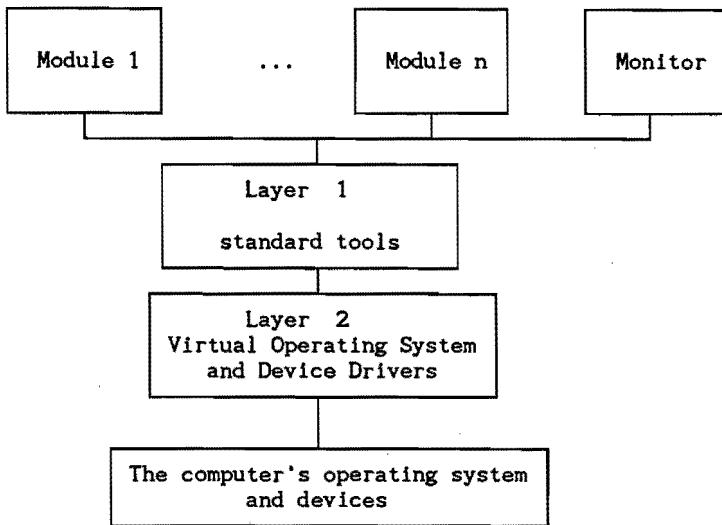 Module 1 ... Module n Monitor
Layer 1
standard tools
Layer 2
Virtual Operating System
and Device Drivers
The computer's operating system
and devices